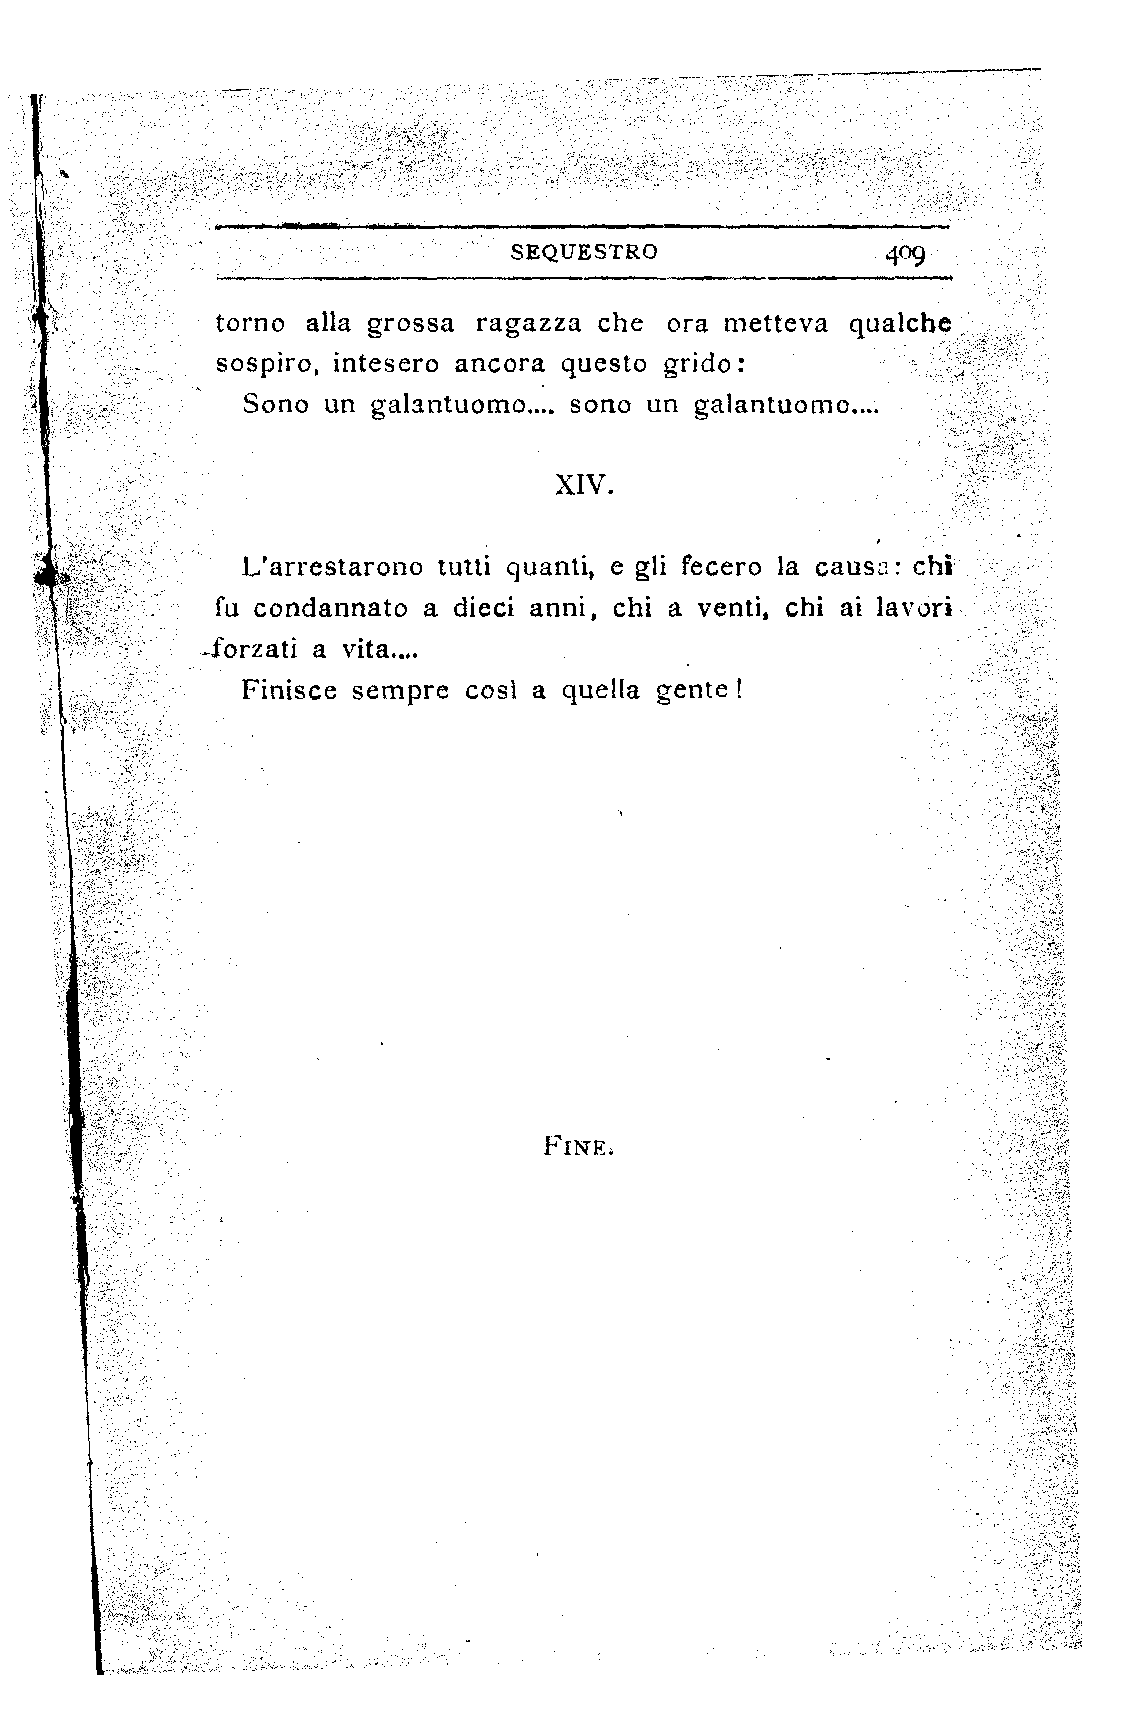 SEQUESTRO 409
torno alla grossa ragazza che ora metteva qualche
sospiro, intesero ancora questo grido:
Sono un galantuomo.... sono un galantuomo....
XIV.
L'arrestarono tutti quanti, e gli fecero la causa: chi
fu condannato a dieci anni, chi a venti, chi ai lavori
forzati a vita....
Finisce sempre così a quella gente!
FINE.